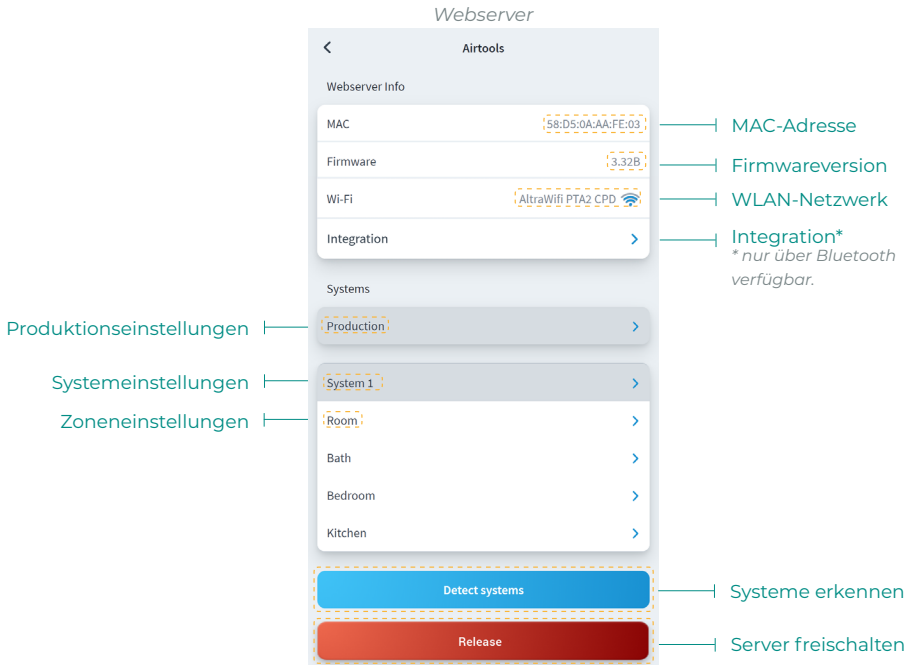 Webserver
Airtools
Webserver Info
MAC 58:D5:0A:AA:FE:03
MAC-Adresse
Firmware 3.32B
Firmwareversion
Wi-Fi AltraWifi PTA2 CPD
WLAN-Netzwerk
Integration
Integration*
* nur über Bluetooth
verfügbar.
Systems
Produktionseinstellungen
Production
Systemeinstellungen
System 1
Zoneneinstellungen
Room
Bath
Bedroom
Kitchen
Detect systems
Systeme erkennen
Release
Server freischalten